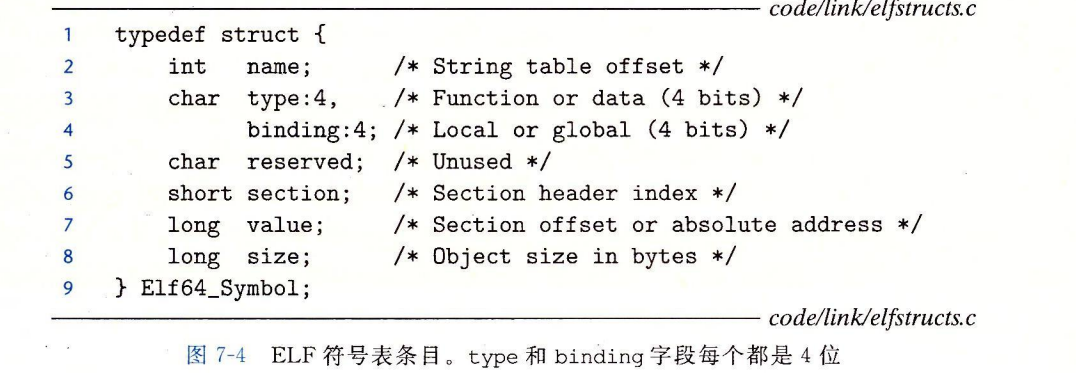 code/link/elfstructs.c
1 typedef struct {
2 int name; /* String table offset */
3 char type:4, /* Function or data (4 bits) */
4 binding:4; /* Local or global (4 bits) */
5 char reserved; /* Unused */
6 short section; /* Section header index */
7 long value; /* Section offset or absolute address */
8 long size; /* Object size in bytes */
9 } Elf64_Symbol;
code/link/elfstructs.c
图 7-4 ELF 符号表条目。type 和 binding 字段每个都是 4 位